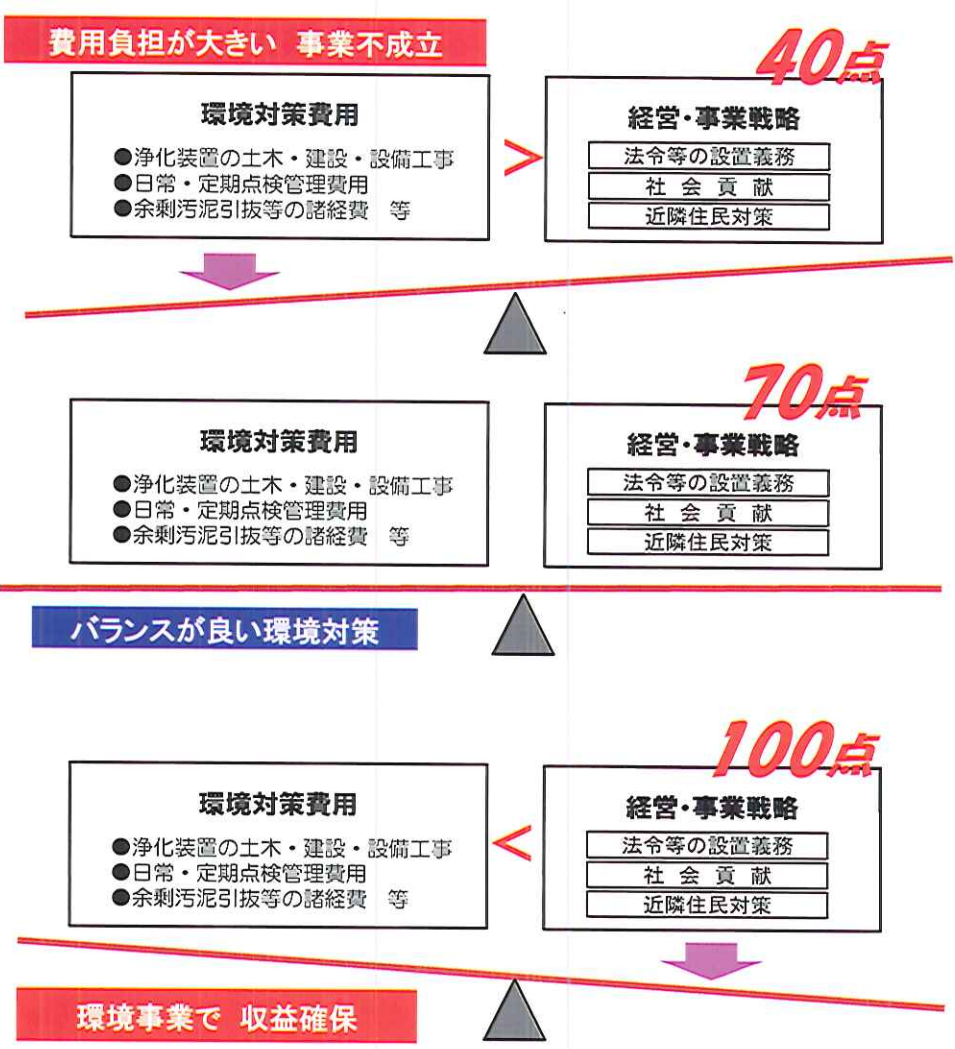 費用負担が大きい 事業不成立
40点
環境対策費用
●浄化装置の土木・建設・設備工事
●日常・定期点検管理費用
●余剰汚泥引抜等の諸経費 等
>
経営・事業戦略
法令等の設置義務
社会貢献
近隣住民対策
70点
環境対策費用
●浄化装置の土木・建設・設備工事
●日常・定期点検管理費用
●余剰汚泥引抜等の諸経費 等
経営・事業戦略
法令等の設置義務
社会貢献
近隣住民対策
バランスが良い環境対策
100点
環境対策費用
●浄化装置の土木・建設・設備工事
●日常・定期点検管理費用
●余剰汚泥引抜等の諸経費 等
<
経営・事業戦略
法令等の設置義務
社会貢献
近隣住民対策
環境事業で 収益確保